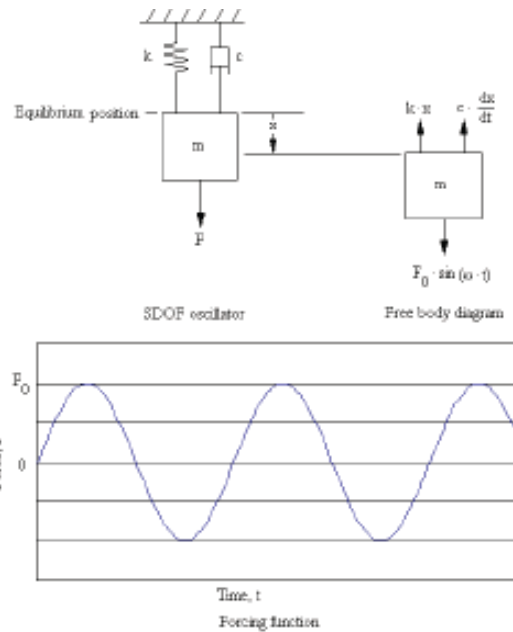 k
c
Equilibrium position
x
k · x
c · dx/dt
m
m
F
F₀ · sin (ω · t)
SDOF oscillator
Free body diagram
F₀
0
Time, t
Forcing function